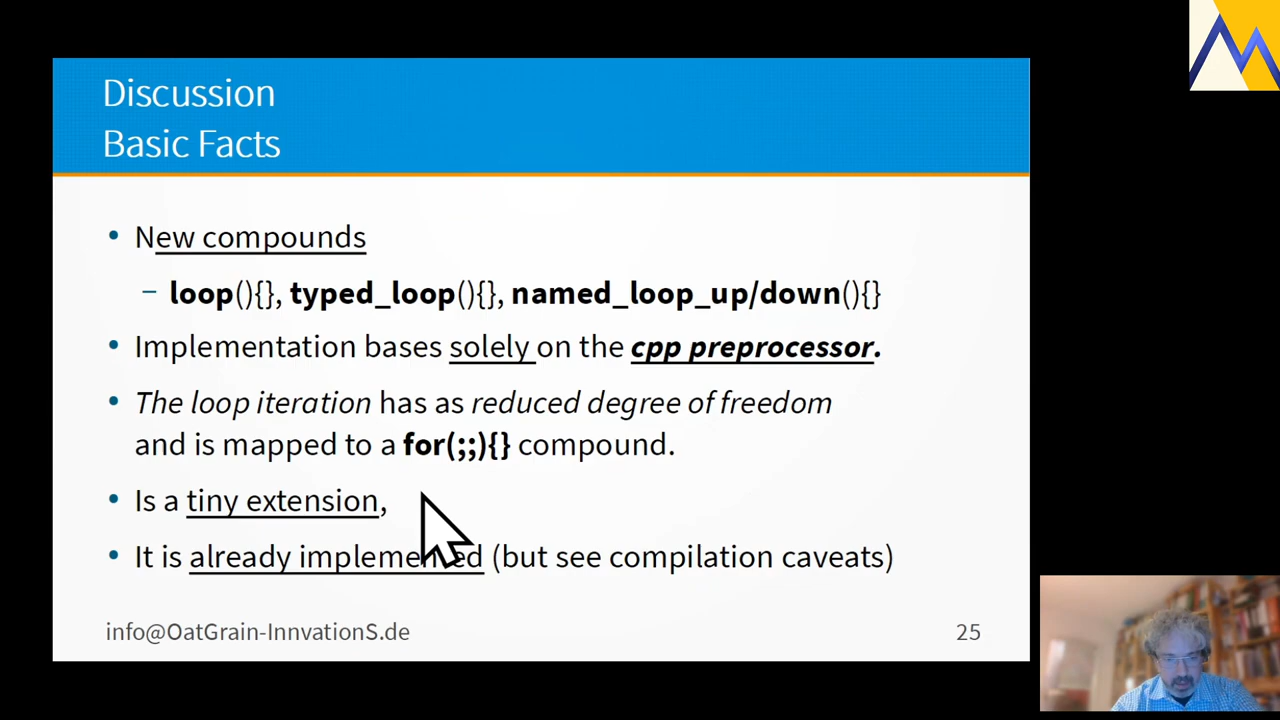 Discussion
Basic Facts
• New compounds
– loop(){}, typed_loop(){}, named_loop_up/down(){}
• Implementation bases solely on the cpp preprocessor.
• The loop iteration has as reduced degree of freedom
and is mapped to a for(;;){} compound.
• Is a tiny extension,
• It is already implemented (but see compilation caveats)
info@OatGrain-InnvationS.de
25